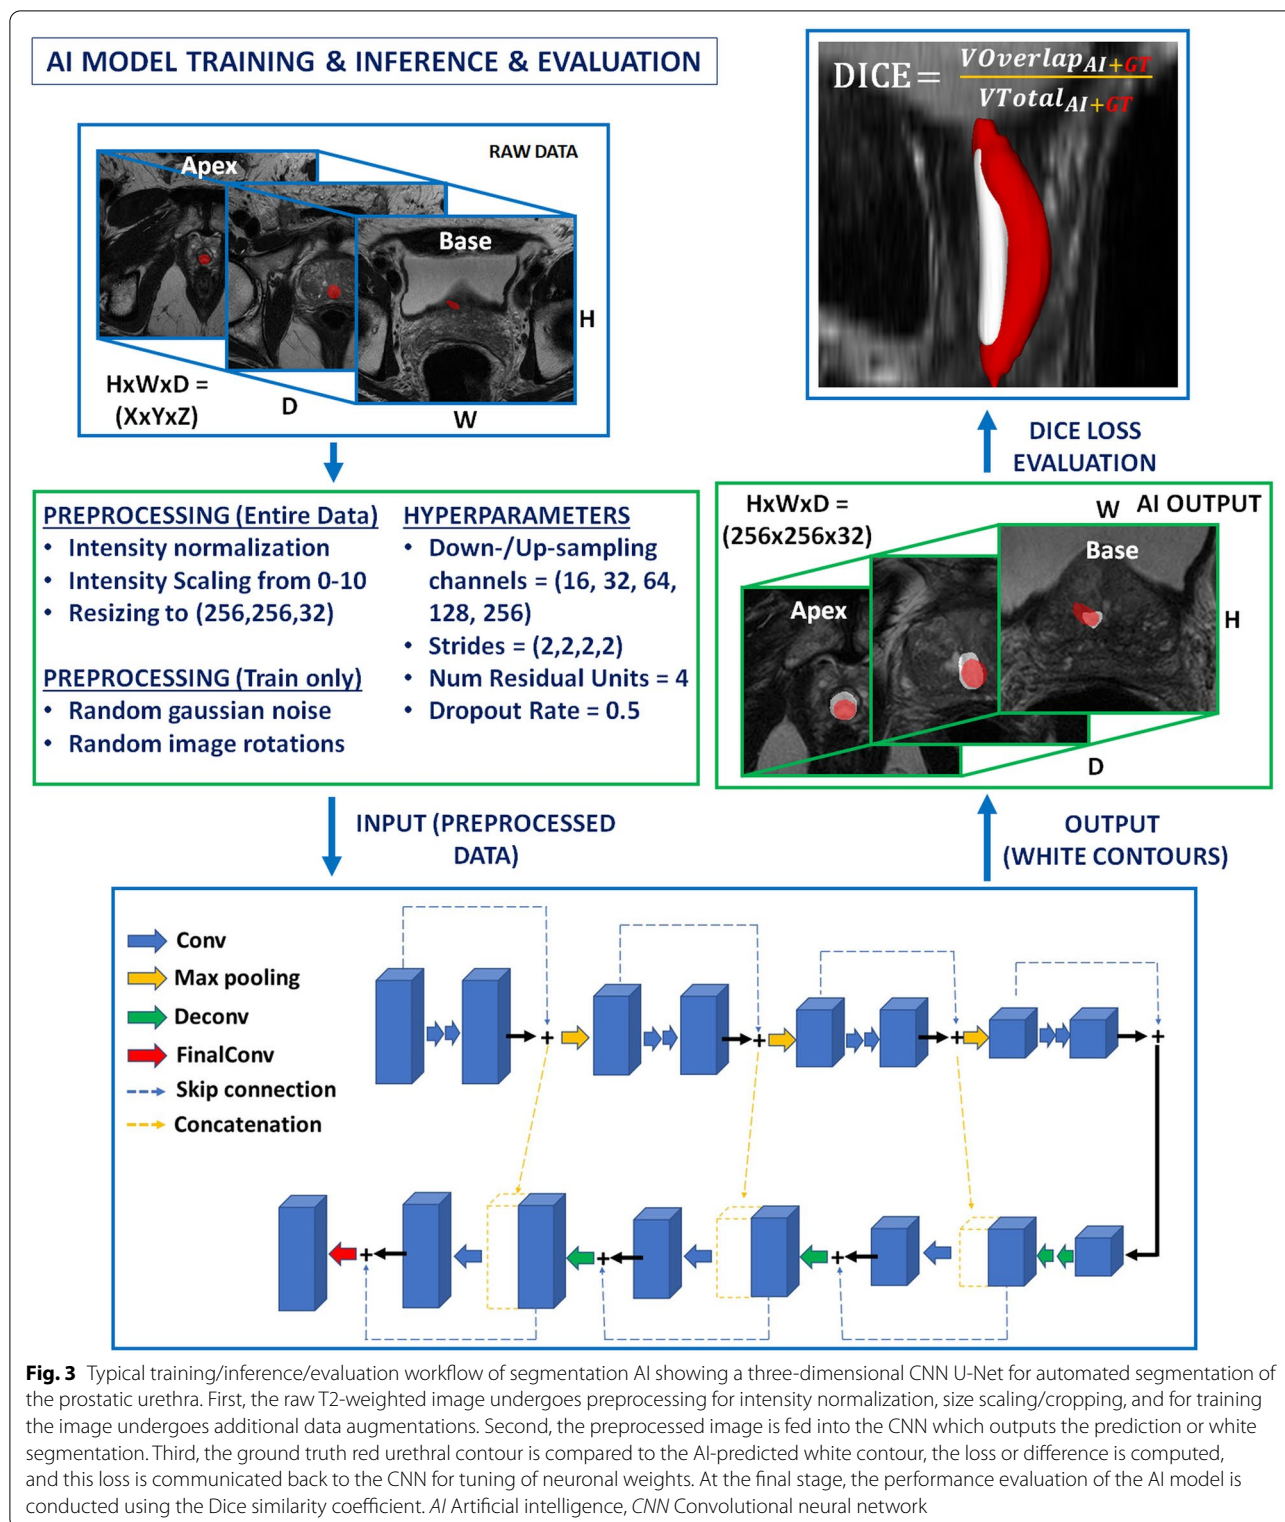 AI MODEL TRAINING & INFERENCE & EVALUATION
RAW DATA
Apex
Base
H
HxWxD =
(XxYxZ)
D
W
PREPROCESSING (Entire Data)
• Intensity normalization
• Intensity Scaling from 0-10
• Resizing to (256,256,32)
PREPROCESSING (Train only)
• Random gaussian noise
• Random image rotations
HYPERPARAMETERS
• Down-/Up-sampling
channels = (16, 32, 64,
128, 256)
• Strides = (2,2,2,2)
• Num Residual Units = 4
• Dropout Rate = 0.5
INPUT (PREPROCESSED
DATA)
Conv
Max pooling
Deconv
FinalConv
Skip connection
Concatenation
+
+
+
+
+
+
+
OUTPUT
(WHITE CONTOURS)
HxWxD =
(256x256x32)
W
AI OUTPUT
Base
Apex
H
D
DICE LOSS
EVALUATION
DICE = VOverlapAI+GT
VTotalAI+GT
Fig. 3 Typical training/inference/evaluation workflow of segmentation AI showing a three-dimensional CNN U-Net for automated segmentation of
the prostatic urethra. First, the raw T2-weighted image undergoes preprocessing for intensity normalization, size scaling/cropping, and for training
the image undergoes additional data augmentations. Second, the preprocessed image is fed into the CNN which outputs the prediction or white
segmentation. Third, the ground truth red urethral contour is compared to the AI-predicted white contour, the loss or difference is computed,
and this loss is communicated back to the CNN for tuning of neuronal weights. At the final stage, the performance evaluation of the AI model is
conducted using the Dice similarity coefficient. AI Artificial intelligence, CNN Convolutional neural network